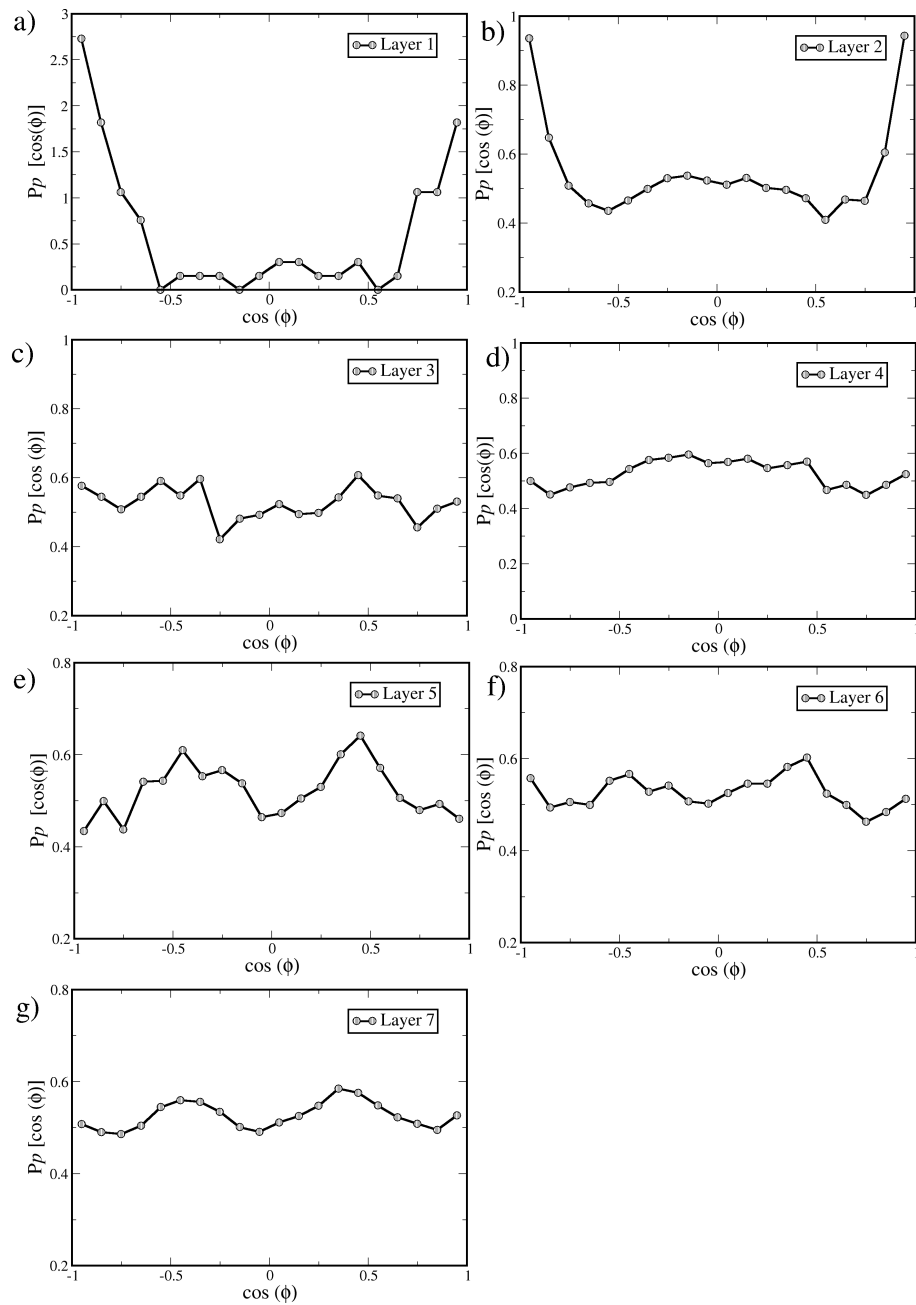 a)
Layer 1
Pp [cos(ϕ)]
3
2.5
2
1.5
1
0.5
0
-1
-0.5
0
0.5
1
cos (ϕ)
b)
Layer 2
Pp [cos (ϕ)]
1
0.8
0.6
0.4
0.2
-1
-0.5
0
0.5
1
cos (ϕ)
c)
Layer 3
Pp [cos (ϕ)]
1
0.8
0.6
0.4
0.2
-1
-0.5
0
0.5
1
cos (ϕ)
d)
Layer 4
Pp [cos(ϕ)]
1
0.8
0.6
0.4
0.2
0
-1
-0.5
0
0.5
1
cos (ϕ)
e)
Layer 5
Pp [cos(ϕ)]
0.8
0.6
0.4
0.2
-1
-0.5
0
0.5
1
cos (ϕ)
f)
Layer 6
Pp [cos (ϕ)]
0.8
0.6
0.4
0.2
-1
-0.5
0
0.5
1
cos (ϕ)
g)
Layer 7
Pp [cos (ϕ)]
0.8
0.6
0.4
0.2
-1
-0.5
0
0.5
1
cos (ϕ)